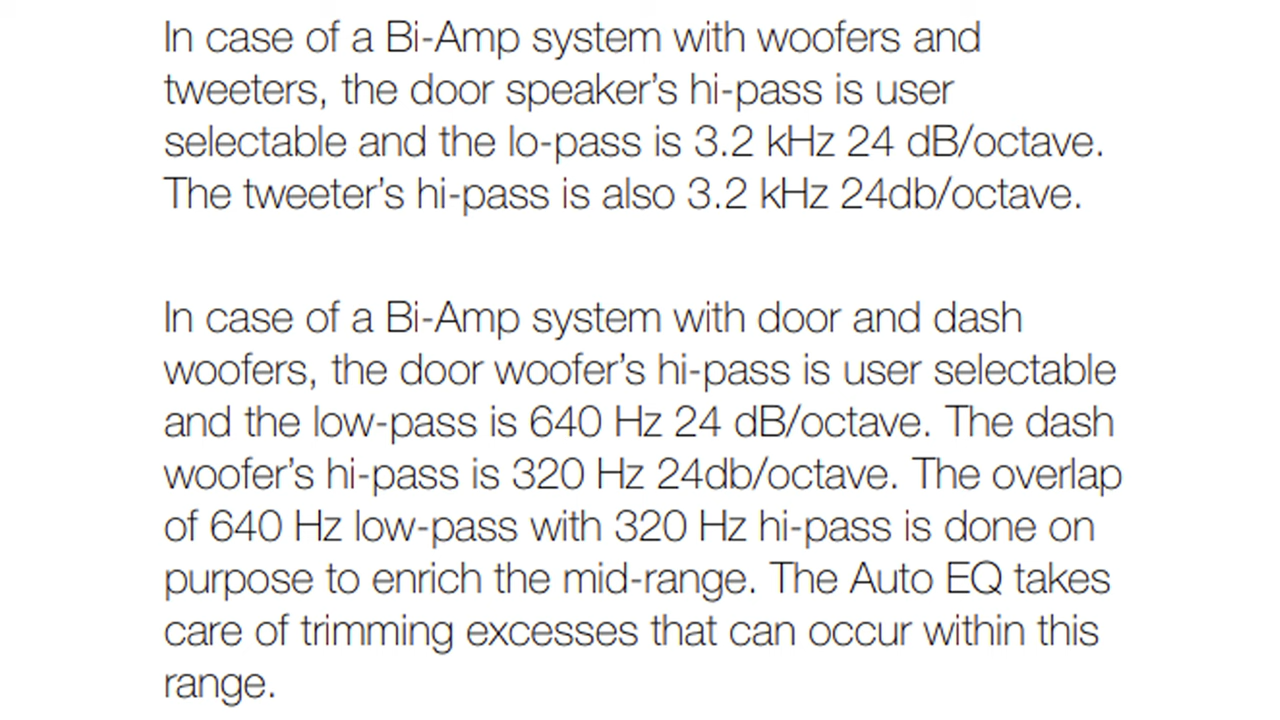 In case of a Bi-Amp system with woofers and
tweeters, the door speaker’s hi-pass is user
selectable and the lo-pass is 3.2 kHz 24 dB/octave.
The tweeter’s hi-pass is also 3.2 kHz 24db/octave.
In case of a Bi-Amp system with door and dash
woofers, the door woofer’s hi-pass is user selectable
and the low-pass is 640 Hz 24 dB/octave. The dash
woofer’s hi-pass is 320 Hz 24db/octave. The overlap
of 640 Hz low-pass with 320 Hz hi-pass is done on
purpose to enrich the mid-range. The Auto EQ takes
care of trimming excesses that can occur within this
range.